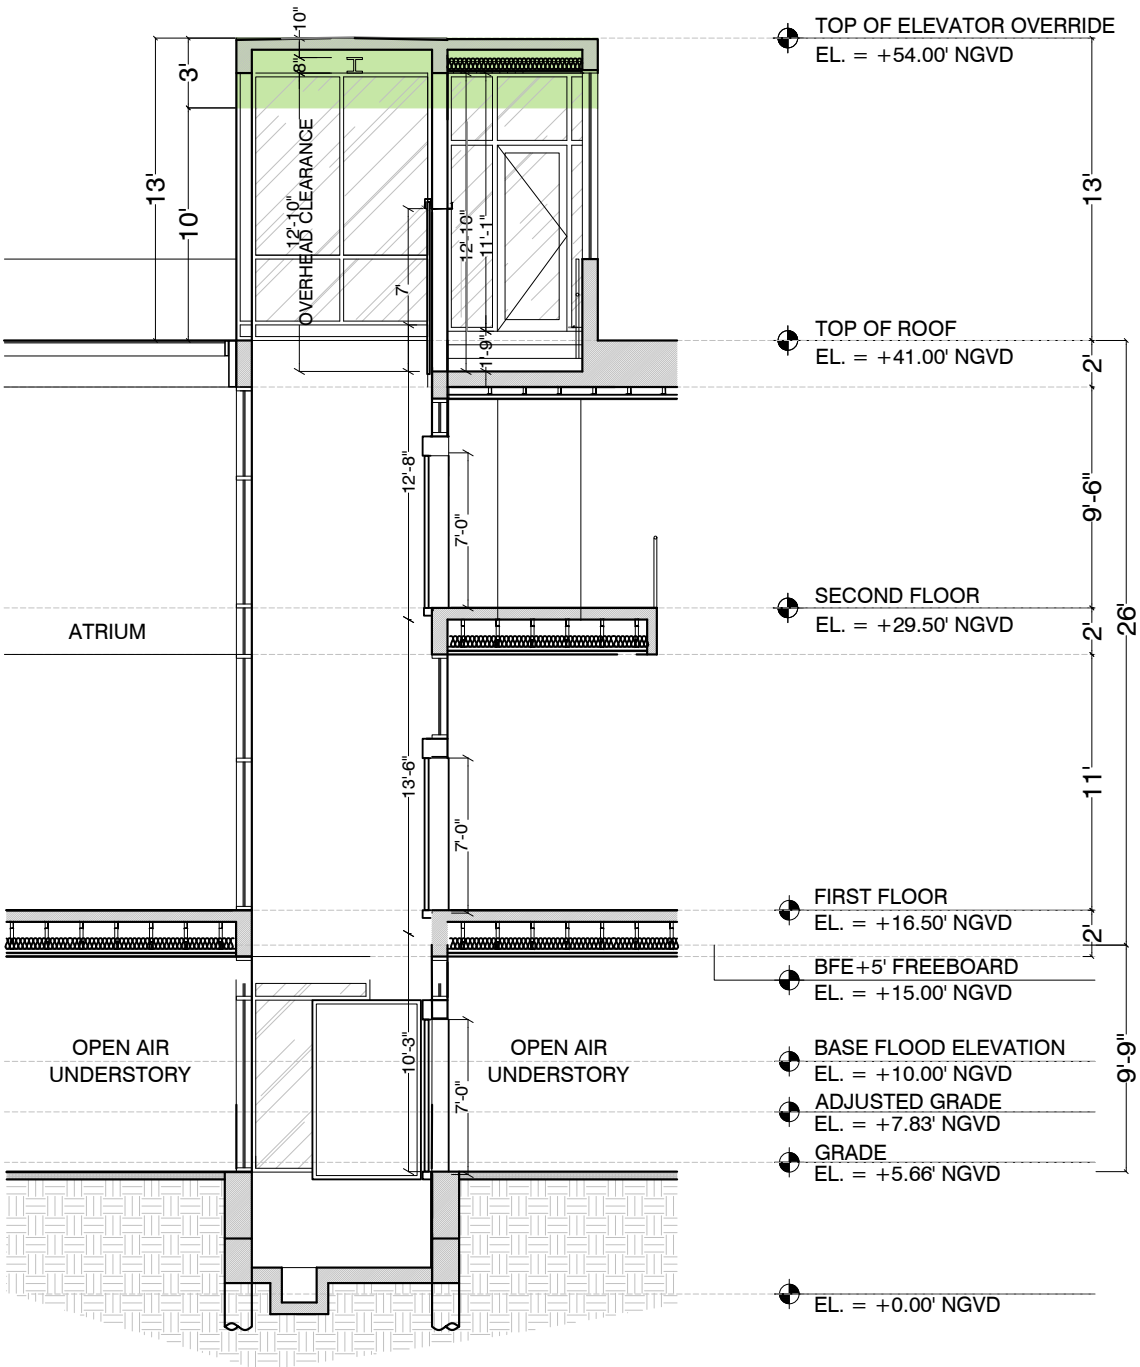 TOP OF ELEVATOR OVERRIDE
EL. = +54.00' NGVD
10"
8"
3'
10'
13'
OVERHEAD CLEARANCE
12'-10"
7'
12'-10"
11'-1"
1'-9"
13'
TOP OF ROOF
EL. = +41.00' NGVD
2'
12'-8"
7'-0"
9'-6"
SECOND FLOOR
EL. = +29.50' NGVD
ATRIUM
2'
26'
13'-6"
7'-0"
11'
FIRST FLOOR
EL. = +16.50' NGVD
2'
BFE+5' FREEBOARD
EL. = +15.00' NGVD
OPEN AIR
UNDERSTORY
10'-3"
7'-0"
OPEN AIR
UNDERSTORY
BASE FLOOD ELEVATION
EL. = +10.00' NGVD
9'-9"
ADJUSTED GRADE
EL. = +7.83' NGVD
GRADE
EL. = +5.66' NGVD
EL. = +0.00' NGVD